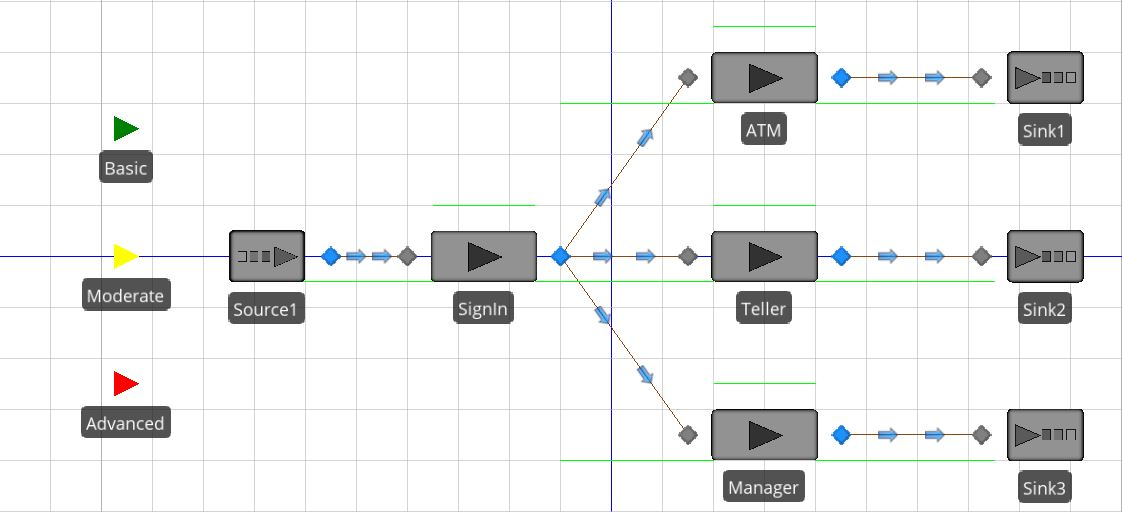 ATM
Sink1
Basic
Moderate
Source1
SignIn
Teller
Sink2
Advanced
Manager
Sink3